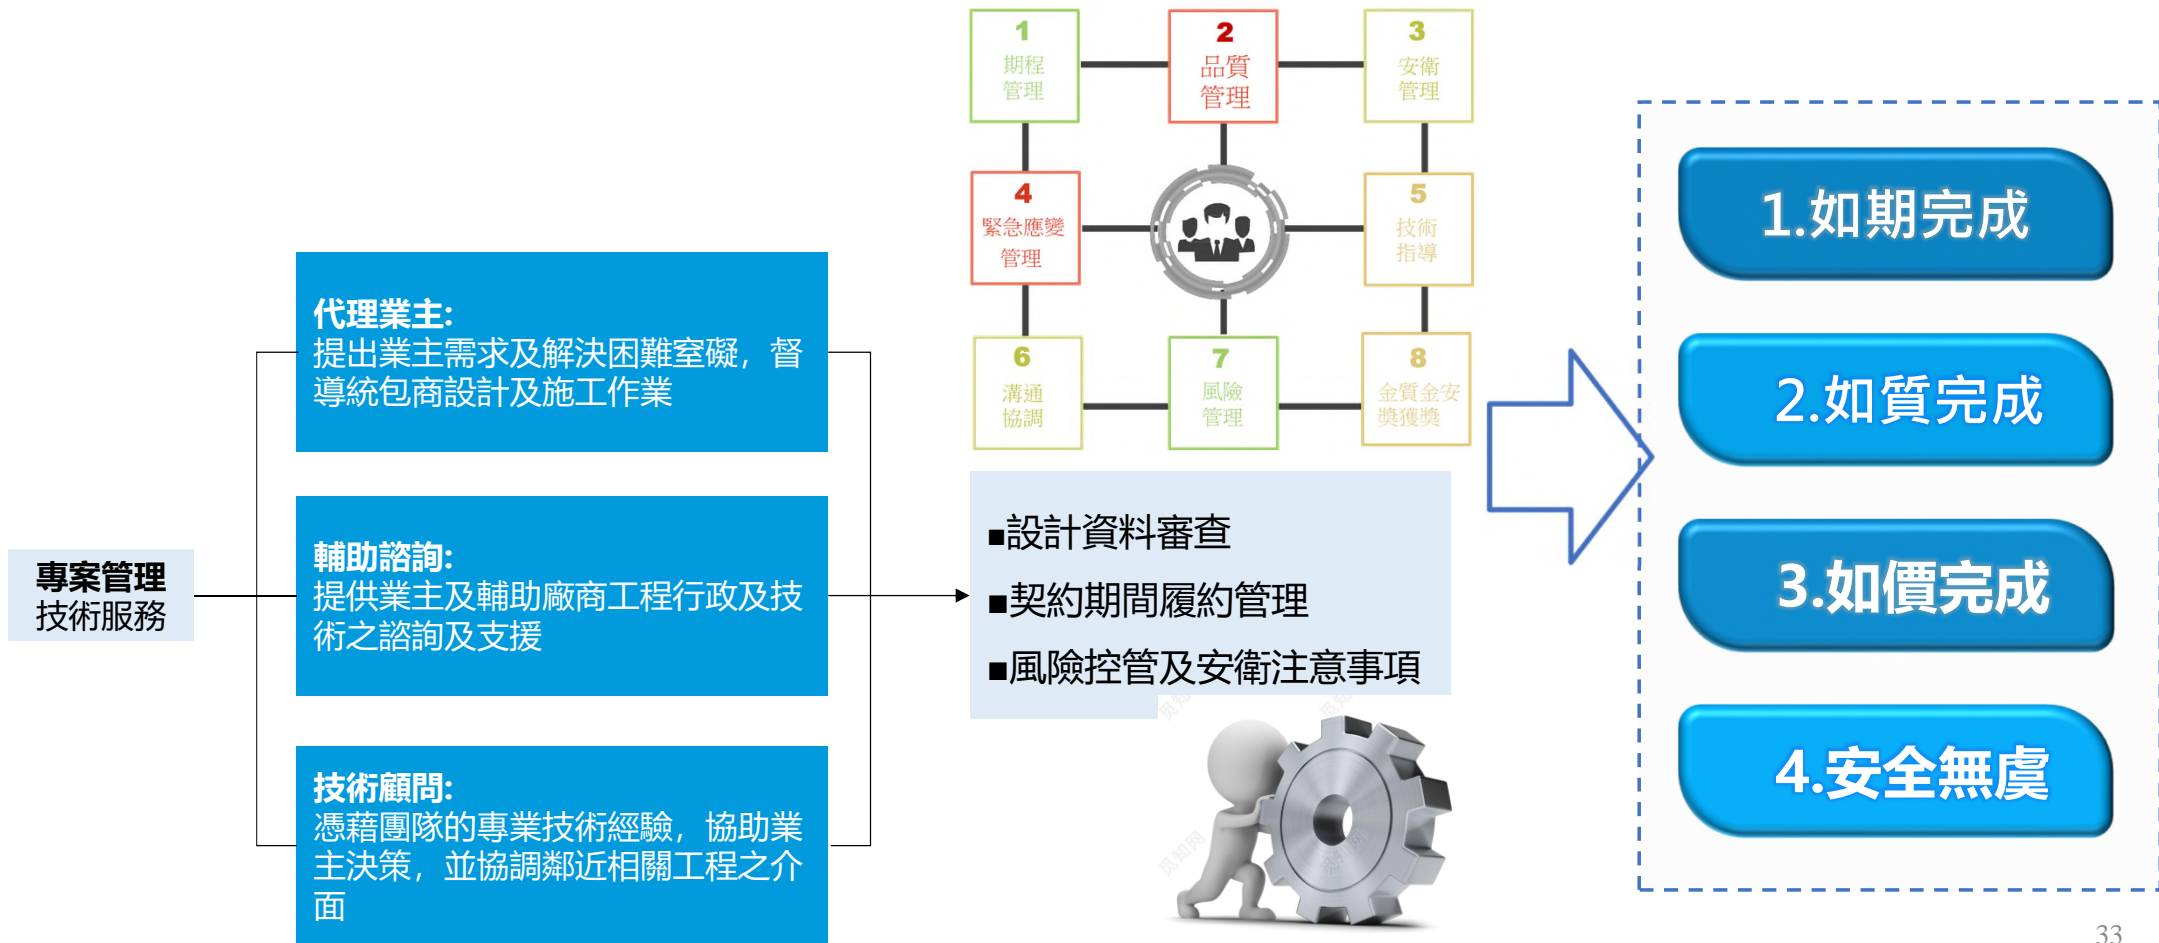 專案管理
技術服務
代理業主:
提出業主需求及解決困難窒礙，督
導統包商設計及施工作業
輔助諮詢:
提供業主及輔助廠商工程行政及技
術之諮詢及支援
技術顧問:
憑藉團隊的專業技術經驗，協助業
主決策，並協調鄰近相關工程之介
面
1
期程
管理
2
品質
管理
3
安衛
管理
4
緊急應變
管理
5
技術
指導
6
溝通
協調
7
風險
管理
8
金質金安
獎獲獎
■設計資料審查
■契約期間履約管理
■風險控管及安衛注意事項
觅知网
觅知网
1.如期完成
2.如質完成
3.如價完成
4.安全無虞
33